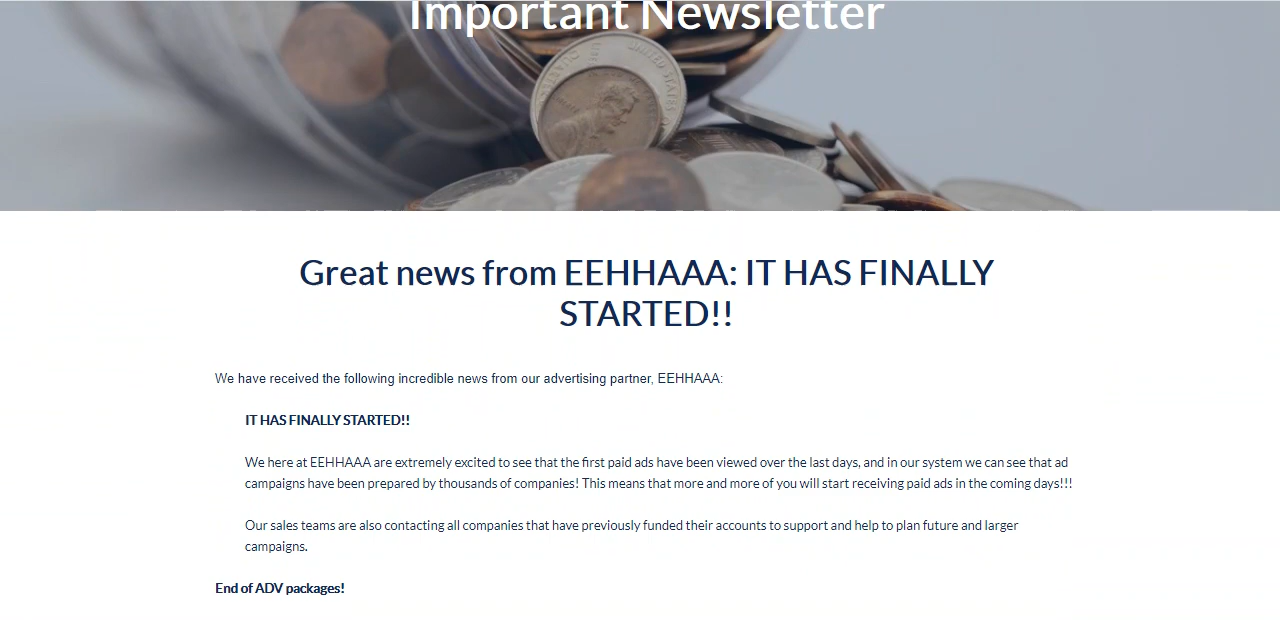 Important Newsletter
UNITED STATES
Great news from EEHHAAA: IT HAS FINALLY
STARTED!!
We have received the following incredible news from our advertising partner, EEHHAAA:
IT HAS FINALLY STARTED!!
We here at EEHHAAA are extremely excited to see that the first paid ads have been viewed over the last days, and in our system we can see that ad
campaigns have been prepared by thousands of companies! This means that more and more of you will start receiving paid ads in the coming days!!!
Our sales teams are also contacting all companies that have previously funded their accounts to support and help to plan future and larger
campaigns.
End of ADV packages!